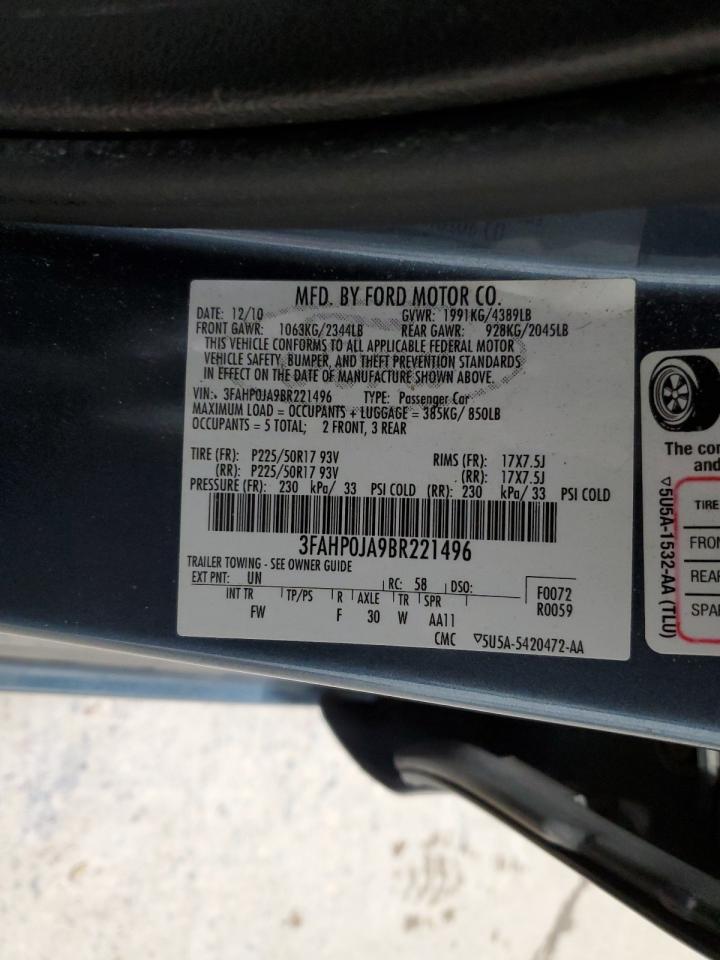 MFD. BY FORD MOTOR CO.
DATE: 12/10 GVWR: 1991KG/4389LB
FRONT GAWR: 1063KG/2344LB REAR GAWR: 928KG/2045LB
THIS VEHICLE CONFORMS TO ALL APPLICABLE FEDERAL MOTOR
VEHICLE SAFETY, BUMPER, AND THEFT PREVENTION STANDARDS
IN EFFECT ON THE DATE OF MANUFACTURE SHOWN ABOVE.
VIN: 3FAHP0JA9BR221496 TYPE: Passenger Car
MAXIMUM LOAD = OCCUPANTS + LUGGAGE = 385KG/ 850LB
OCCUPANTS = 5 TOTAL; 2 FRONT, 3 REAR
TIRE (FR): P225/50R17 93V RIMS (FR): 17X7.5J
(RR): P225/50R17 93V (RR): 17X7.5J
PRESSURE (FR): 230 kPa/ 33 PSI COLD (RR): 230 kPa/ 33 PSI COLD
3FAHP0JA9BR221496
TRAILER TOWING - SEE OWNER GUIDE
EXT PNT: UN RC: 58 DSO: F0072
INT TR TP/PS R AXLE TR SPR R0059
FW F 30 W AA11
CMC ▽5U5A-5420472-AA
The co
and
▽5U5A-1532-AA (TLU)
TIRE
FRON
REAR
SPAR